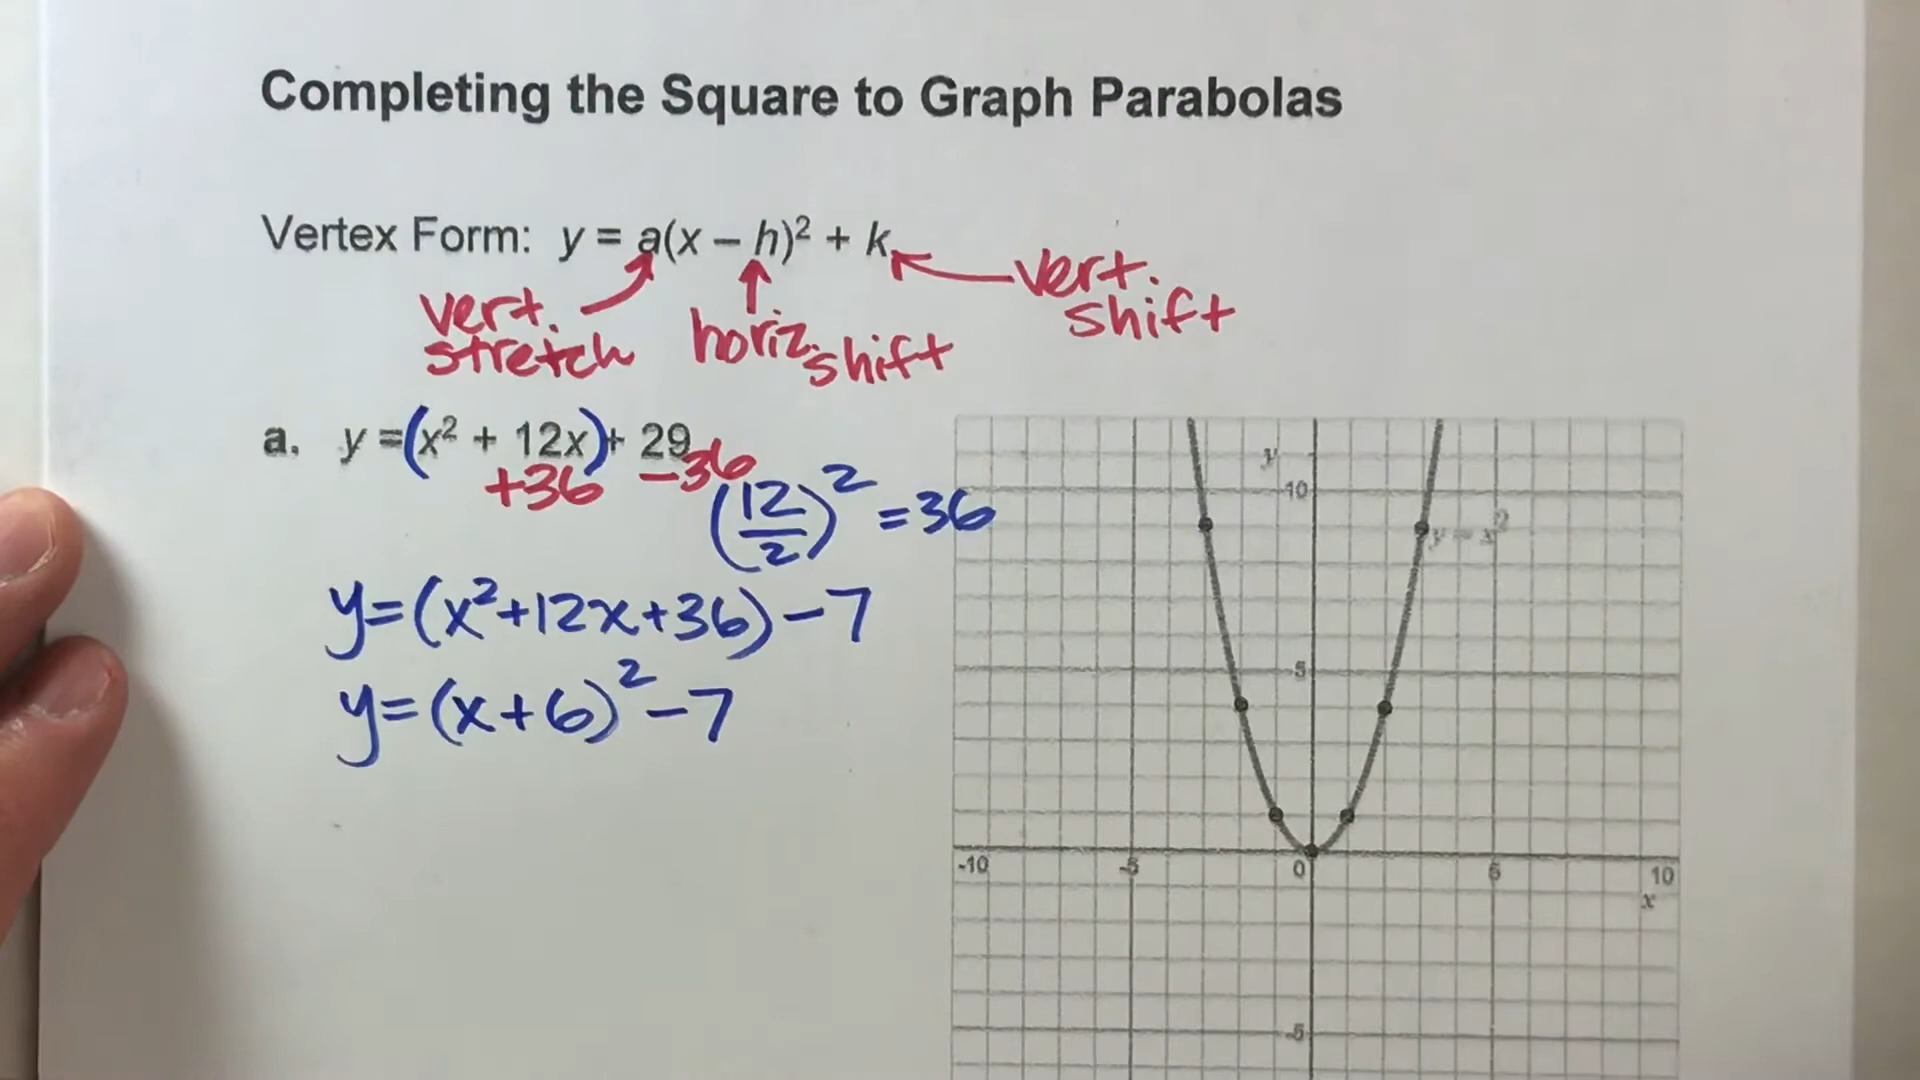 Completing the Square to Graph Parabolas
Vertex Form: y = a(x – h)² + k
vert. stretch
horiz. shift
vert. shift
a. y = (x² + 12x) + 29
+36 −36
(12/2)² = 36
y = (x² + 12x + 36) − 7
y = (x + 6)² − 7
y
10
y = x²
5
-10 -5 0 5 10
x
-5